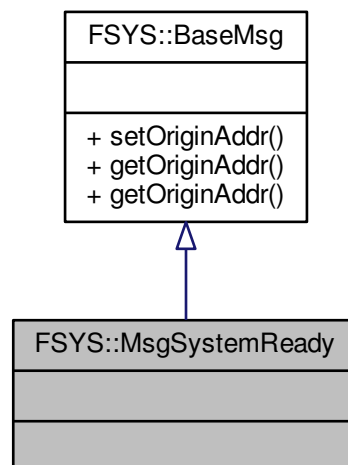 FSYS::BaseMsg
+ setOriginAddr()
+ getOriginAddr()
+ getOriginAddr()
FSYS::MsgSystemReady